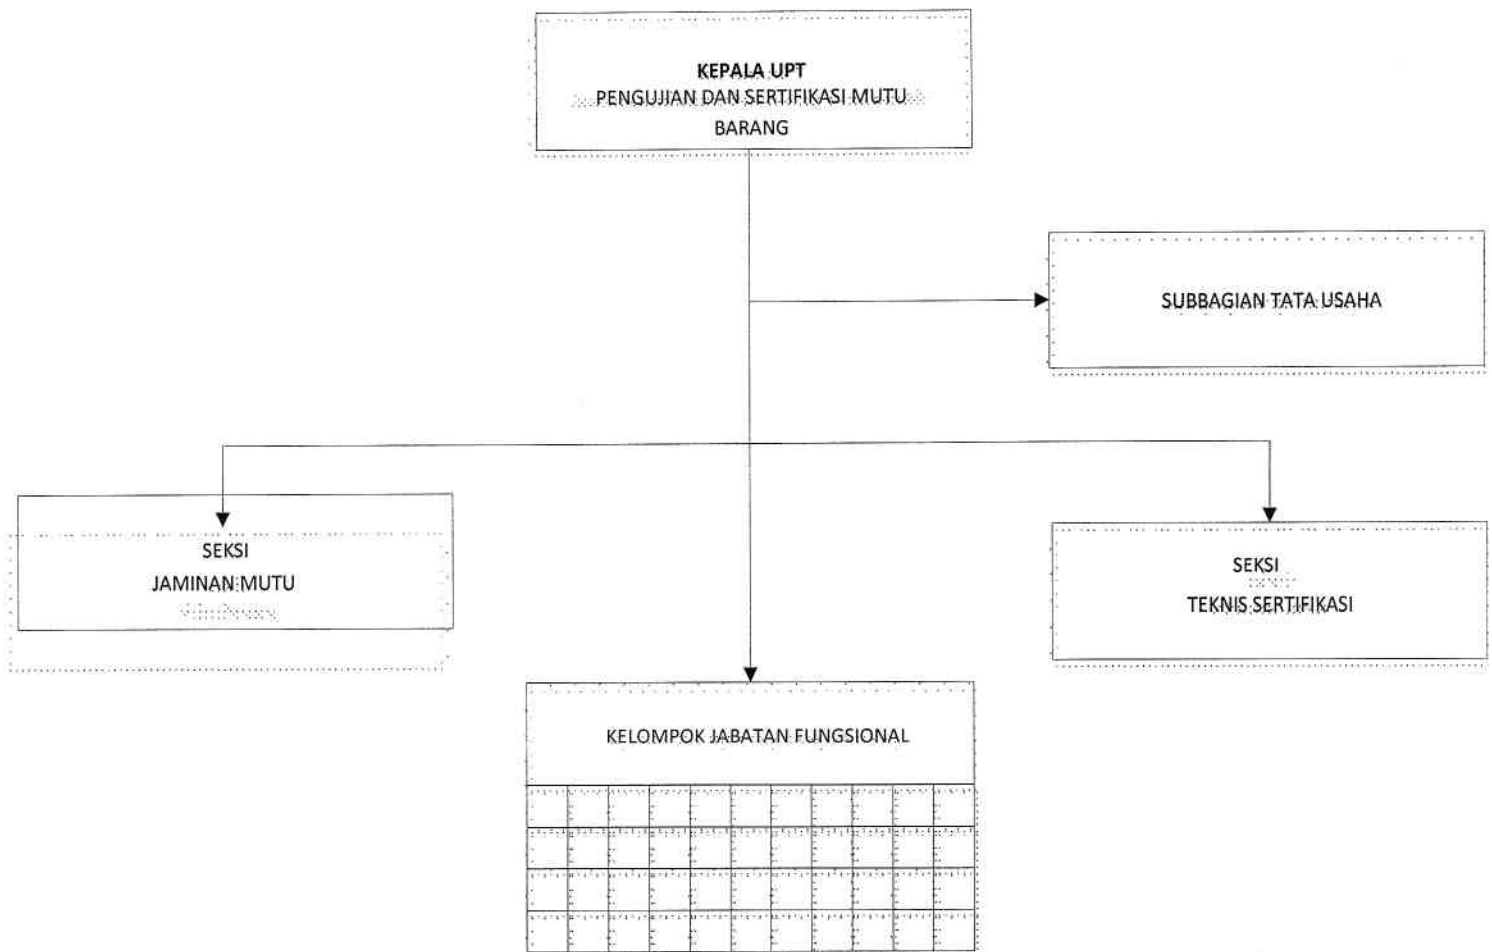 KEPALA UPT
PENGUJIAN DAN SERTIFIKASI MUTU
BARANG
SUBBAGIAN TATA USAHA
SEKSI
JAMINAN MUTU
SEKSI
TEKNIS SERTIFIKASI
KELOMPOK JABATAN FUNGSIONAL